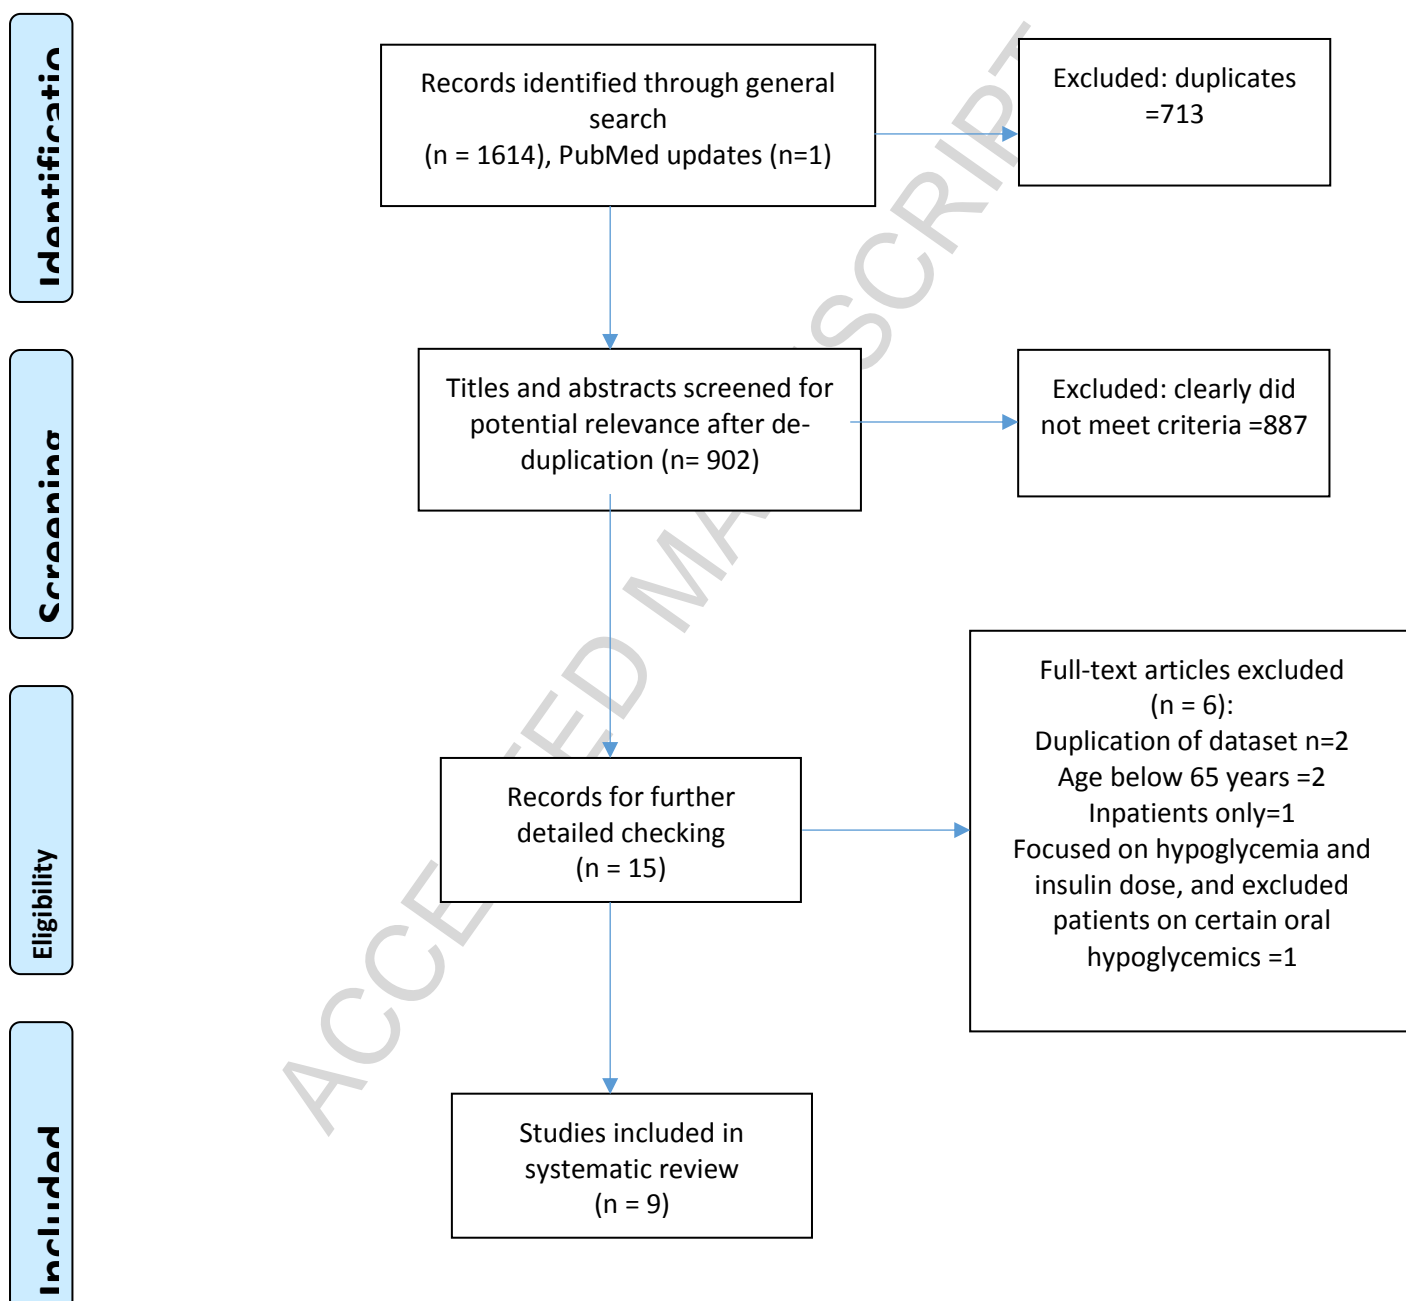 Identificatio
Records identified through general
search
(n = 1614), PubMed updates (n=1)
Excluded: duplicates
=713
Screening
Titles and abstracts screened for
potential relevance after de-
duplication (n= 902)
Excluded: clearly did
not meet criteria =887
Eligibility
Records for further
detailed checking
(n = 15)
Full-text articles excluded
(n = 6):
Duplication of dataset n=2
Age below 65 years =2
Inpatients only=1
Focused on hypoglycemia and
insulin dose, and excluded
patients on certain oral
hypoglycemics =1
Included
Studies included in
systematic review
(n = 9)
ACCEPTED MANUSCRIPT